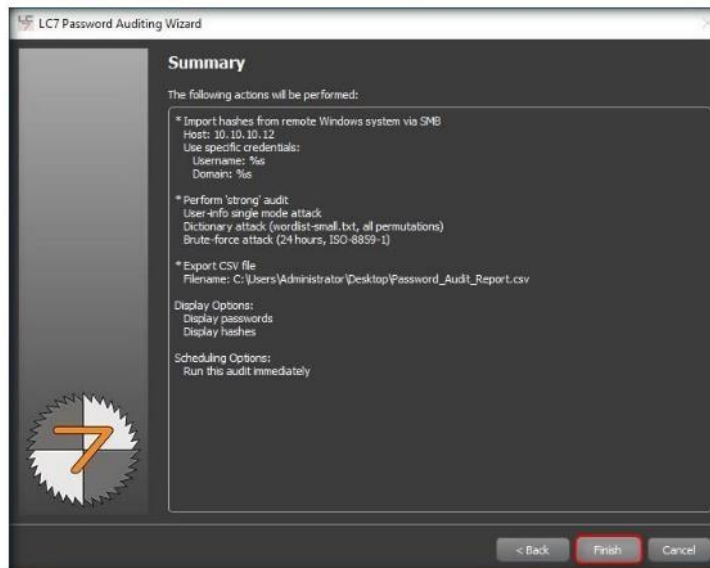 LC7 Password Auditing Wizard
Summary
The following actions will be performed:
* Import hashes from remote Windows system via SMB
Host: 10.10.10.12
Use specific credentials:
Username: %s
Domain: %s
* Perform 'strong' audit
User-info single mode attack
Dictionary attack (wordlist-small.txt, all permutations)
Brute-force attack (24 hours, ISO-8859-1)
* Export CSV file
Filename: C:\Users\Administrator\Desktop\Password_Audit_Report.csv
Display Options:
Display passwords
Display hashes
Scheduling Options:
Run this audit immediately
7
< Back Finish Cancel